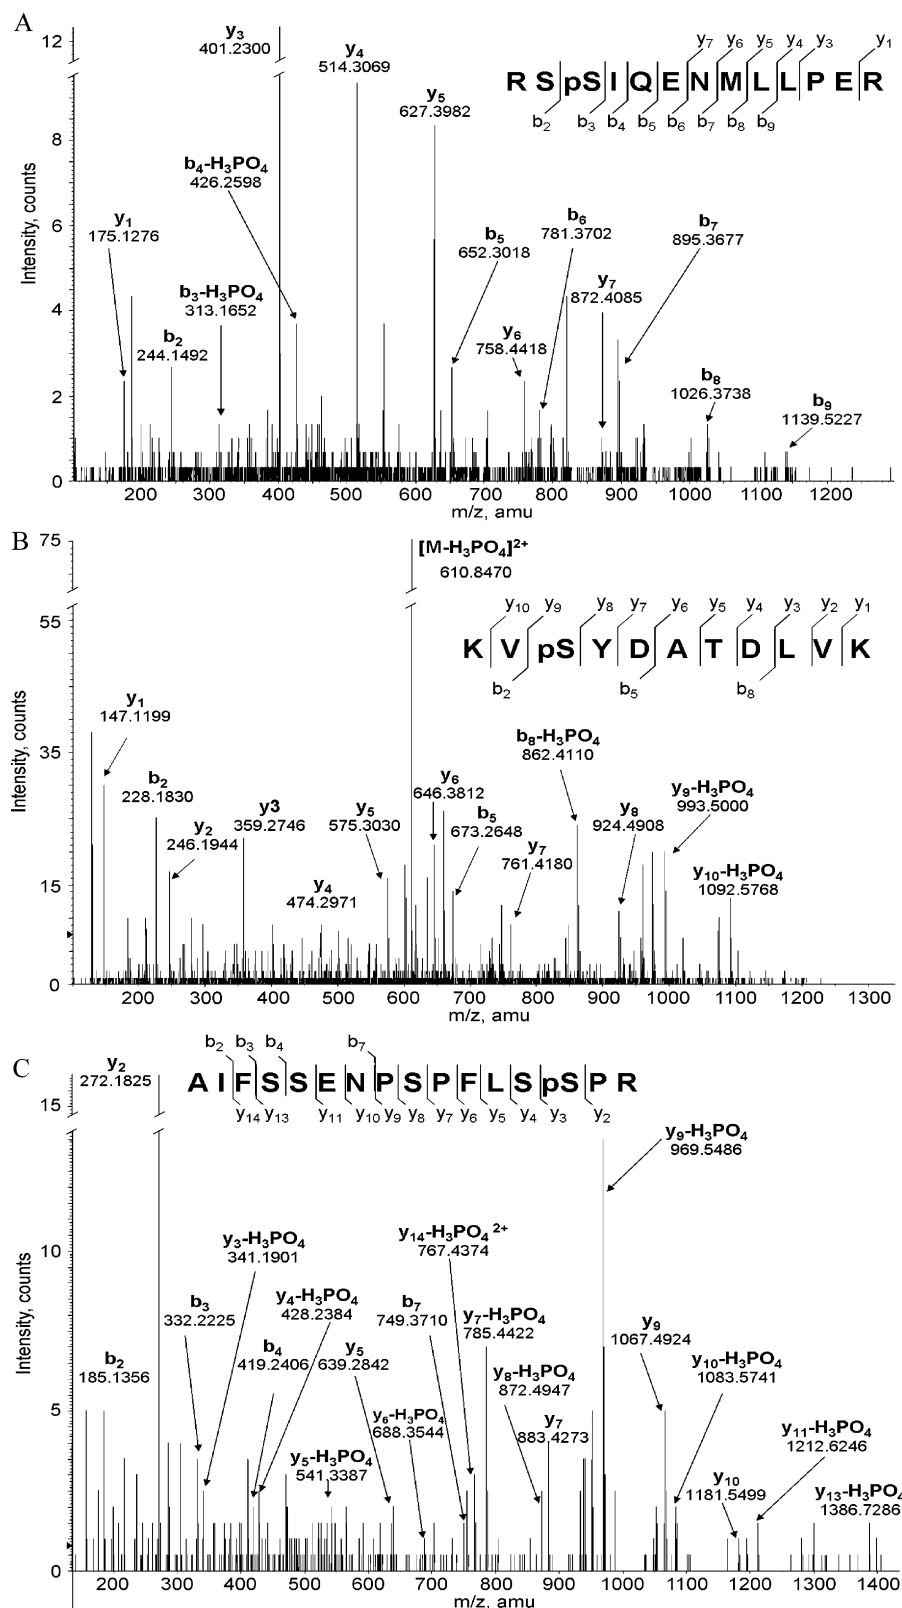 A
y3
401.2300
y4
514.3069
y5
627.3982
y7 y6 y5 y4 y3 y1
R S pS I Q E N M L L P E R
b2 b3 b4 b5 b6 b7 b8 b9
b4-H3PO4
426.2598
y1
175.1276
b3-H3PO4
313.1652
b2
244.1492
b5
652.3018
b6
781.3702
b7
895.3677
y7
872.4085
y6
758.4418
b8
1026.3738
b9
1139.5227
Intensity, counts
12
8
6
4
2
0
200 300 400 500 600 700 800 900 1000 1100 1200
m/z, amu
B
[M-H3PO4]2+
610.8470
y10 y9 y8 y7 y6 y5 y4 y3 y2 y1
K V pS Y D A T D L V K
b2 b5 b8
y1
147.1199
b2
228.1830
y2
246.1944
y3
359.2746
y4
474.2971
y5
575.3030
y6
646.3812
b5
673.2648
y7
761.4180
b8-H3PO4
862.4110
y8
924.4908
y9-H3PO4
993.5000
y10-H3PO4
1092.5768
Intensity, counts
75
55
35
15
0
200 300 400 500 600 700 800 900 1000 1100 1200 1300
m/z, amu
C
y2
272.1825
b2 b3 b4 b7
A I F S S E N P S P F L S pS P R
y14 y13 y11 y10 y9 y8 y7 y6 y5 y4 y3 y2
y9-H3PO4
969.5486
y3-H3PO4
341.1901
y14-H3PO4 2+
767.4374
b3
332.2225
y4-H3PO4
428.2384
b7
749.3710
y7-H3PO4
785.4422
b2
185.1356
b4
419.2406
y5
639.2842
y8-H3PO4
872.4947
y9
1067.4924
y10-H3PO4
1083.5741
y6-H3PO4
688.3544
y5-H3PO4
541.3387
y7
883.4273
y11-H3PO4
1212.6246
y10
1181.5499
y13-H3PO4
1386.7286
Intensity, counts
15
10
5
0
200 300 400 500 600 700 800 900 1000 1100 1200 1300 1400
m/z, amu